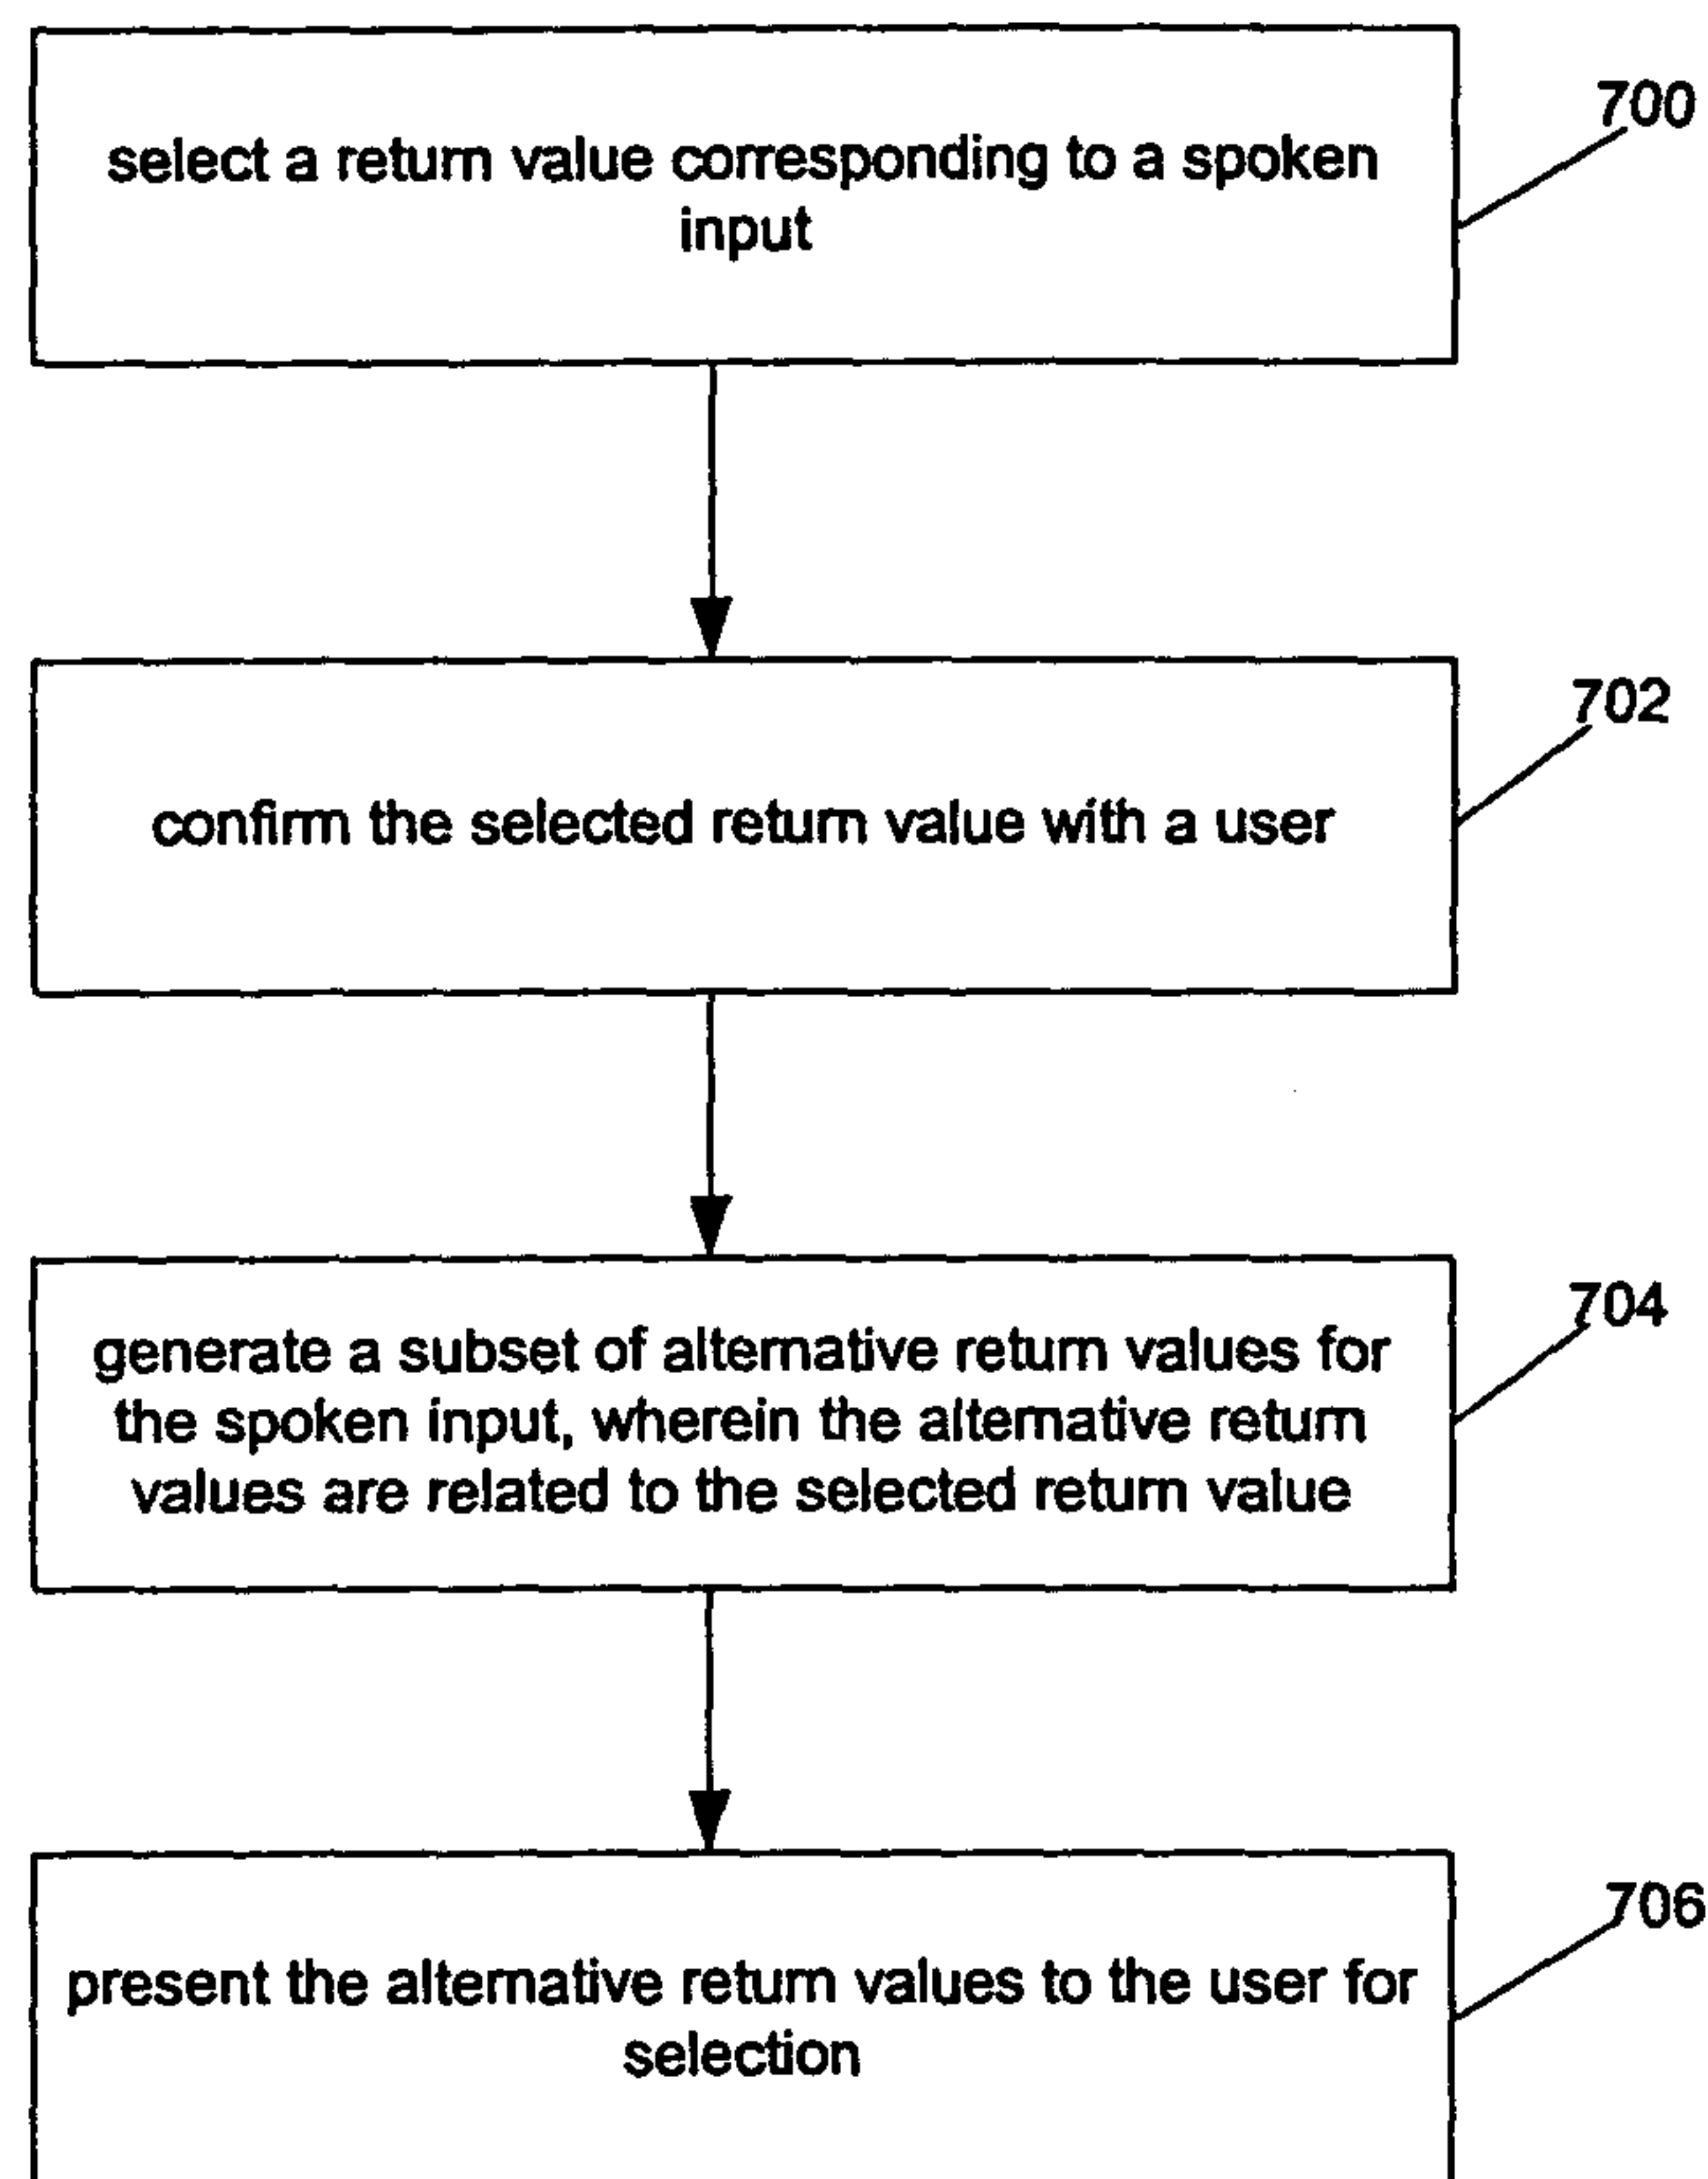 select a return value corresponding to a spoken
input
700
confirm the selected return value with a user
702
generate a subset of alternative return values for
the spoken input, wherein the alternative return
values are related to the selected return value
704
present the alternative return values to the user for
selection
706